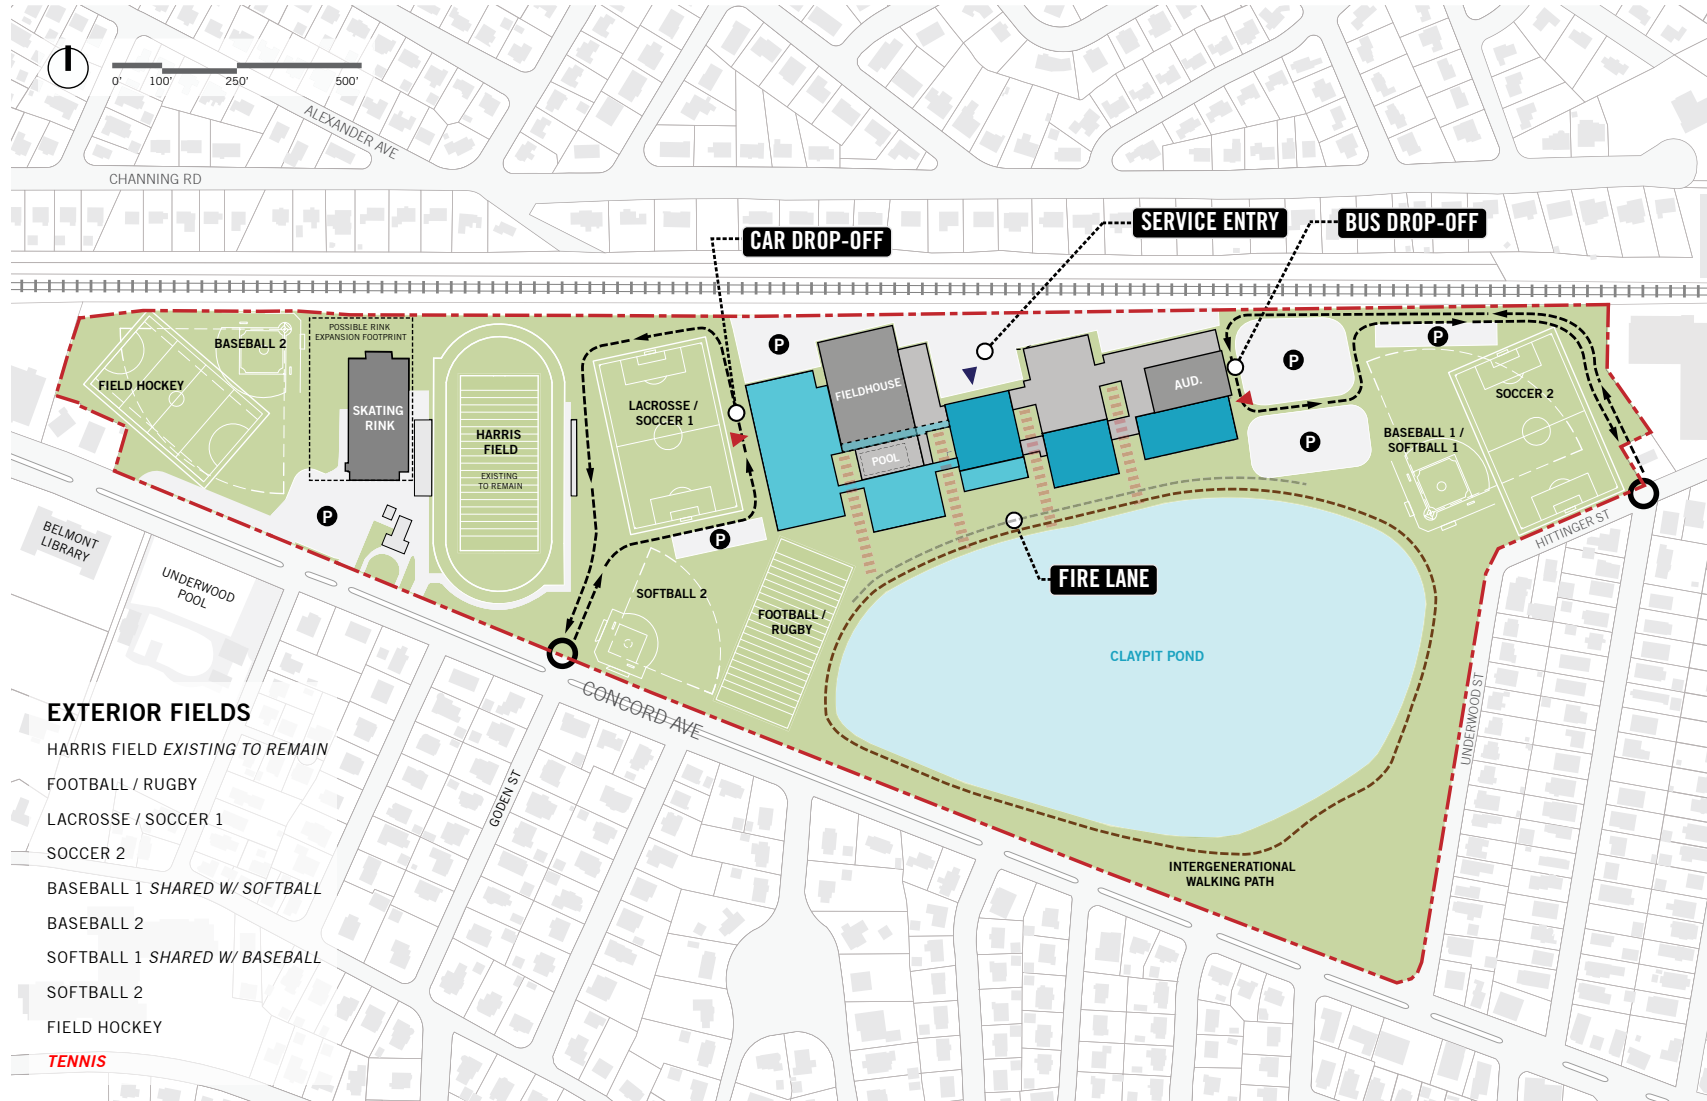 0' 100' 250' 500'
ALEXANDER AVE
CHANNING RD
CAR DROP-OFF
SERVICE ENTRY
BUS DROP-OFF
POSSIBLE RINK
EXPANSION FOOTPRINT
BASEBALL 2
FIELD HOCKEY
SKATING
RINK
HARRIS
FIELD
EXISTING
TO REMAIN
LACROSSE /
SOCCER 1
P
FIELDHOUSE
POOL
AUD.
P
P
P
SOCCER 2
BASEBALL 1 /
SOFTBALL 1
P
P
BELMONT
LIBRARY
UNDERWOOD
POOL
SOFTBALL 2
FOOTBALL /
RUGBY
FIRE LANE
HITTINGER ST
CLAYPIT POND
UNDERWOOD ST
CONCORD AVE
GODEN ST
INTERGENERATIONAL
WALKING PATH
EXTERIOR FIELDS
HARRIS FIELD EXISTING TO REMAIN
FOOTBALL / RUGBY
LACROSSE / SOCCER 1
SOCCER 2
BASEBALL 1 SHARED W/ SOFTBALL
BASEBALL 2
SOFTBALL 1 SHARED W/ BASEBALL
SOFTBALL 2
FIELD HOCKEY
TENNIS